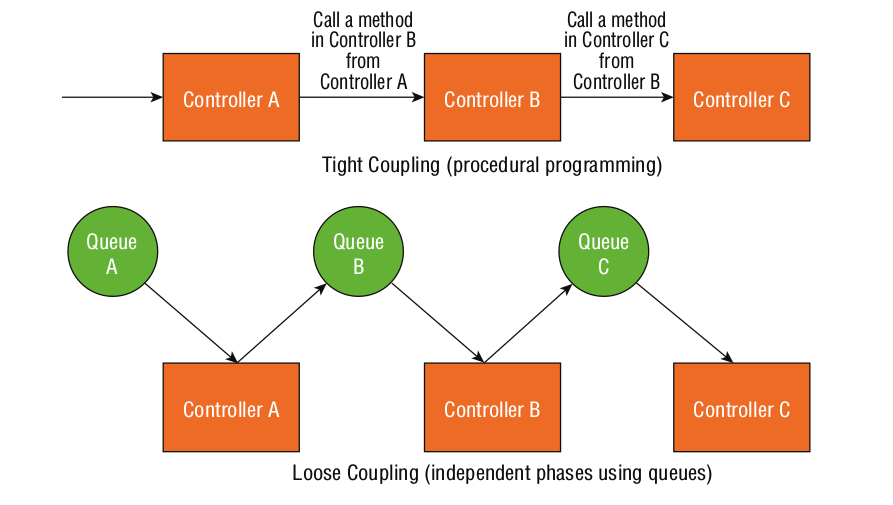 Call a method
in Controller B
from
Controller A
Call a method
in Controller C
from
Controller B
Controller A
Controller B
Controller C
Tight Coupling (procedural programming)
Queue
A
Queue
B
Queue
C
Controller A
Controller B
Controller C
Loose Coupling (independent phases using queues)